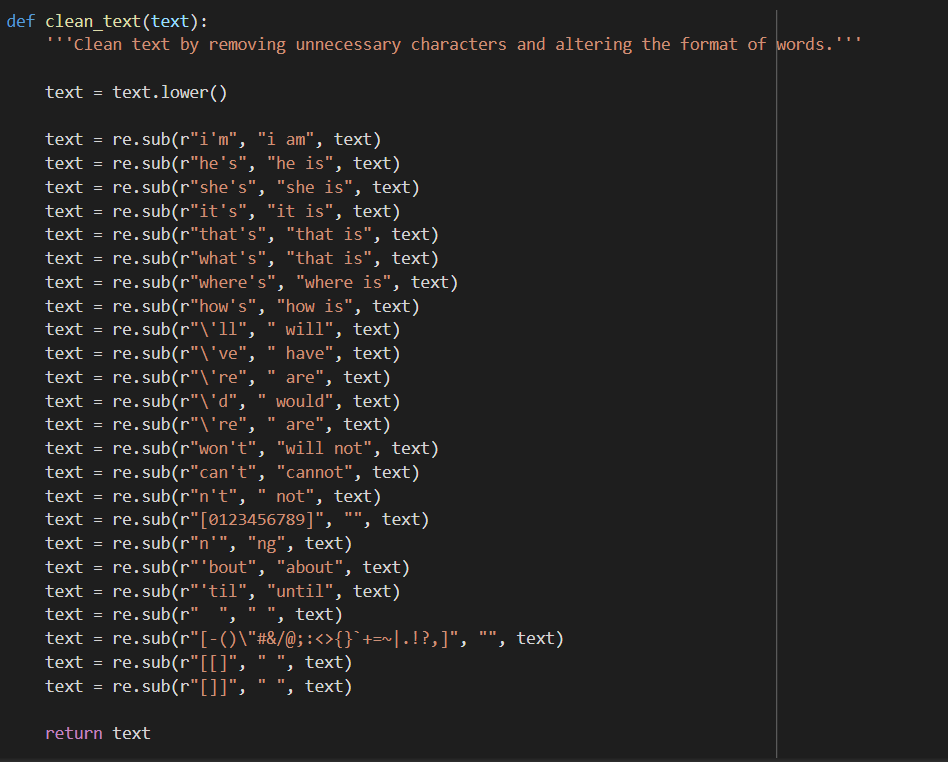 def clean_text(text):
    '''Clean text by removing unnecessary characters and altering the format of words.'''
    text = text.lower()
    text = re.sub(r"i'm", "i am", text)
    text = re.sub(r"he's", "he is", text)
    text = re.sub(r"she's", "she is", text)
    text = re.sub(r"it's", "it is", text)
    text = re.sub(r"that's", "that is", text)
    text = re.sub(r"what's", "that is", text)
    text = re.sub(r"where's", "where is", text)
    text = re.sub(r"how's", "how is", text)
    text = re.sub(r"\'ll", " will", text)
    text = re.sub(r"\'ve", " have", text)
    text = re.sub(r"\'re", " are", text)
    text = re.sub(r"\'d", " would", text)
    text = re.sub(r"\'re", " are", text)
    text = re.sub(r"won't", "will not", text)
    text = re.sub(r"can't", "cannot", text)
    text = re.sub(r"n't", " not", text)
    text = re.sub(r"[0123456789]", "", text)
    text = re.sub(r"n'", "ng", text)
    text = re.sub(r"'bout", "about", text)
    text = re.sub(r"'til", "until", text)
    text = re.sub(r"  ", " ", text)
    text = re.sub(r"[-()\"#&/@;:<>{}`+=~|.!?,]", "", text)
    text = re.sub(r"[[]", " ", text)
    text = re.sub(r"[]]", " ", text)
    return text